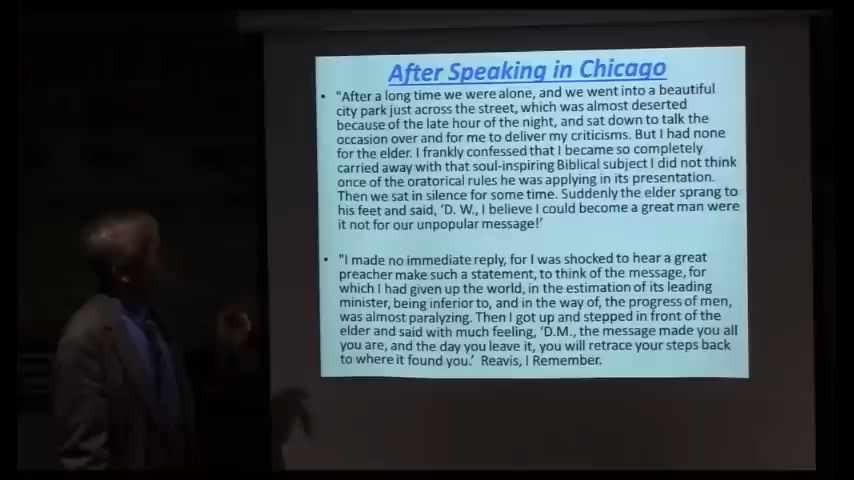 After Speaking in Chicago
• "After a long time we were alone, and we went into a beautiful
city park just across the street, which was almost deserted
because of the late hour of the night, and sat down to talk the
occasion over and for me to deliver my criticisms. But I had none
for the elder. I frankly confessed that I became so completely
carried away with that soul-inspiring Biblical subject I did not think
once of the oratorical rules he was applying in its presentation.
Then we sat in silence for some time. Suddenly the elder sprang to
his feet and said, 'D. W., I believe I could become a great man were
it not for our unpopular message!'
• "I made no immediate reply, for I was shocked to hear a great
preacher make such a statement, to think of the message, for
which I had given up the world, in the estimation of its leading
minister, being inferior to, and in the way of, the progress of men,
was almost paralyzing. Then I got up and stepped in front of the
elder and said with much feeling, 'D.M., the message made you all
you are, and the day you leave it, you will retrace your steps back
to where it found you.' Reavis, I Remember.